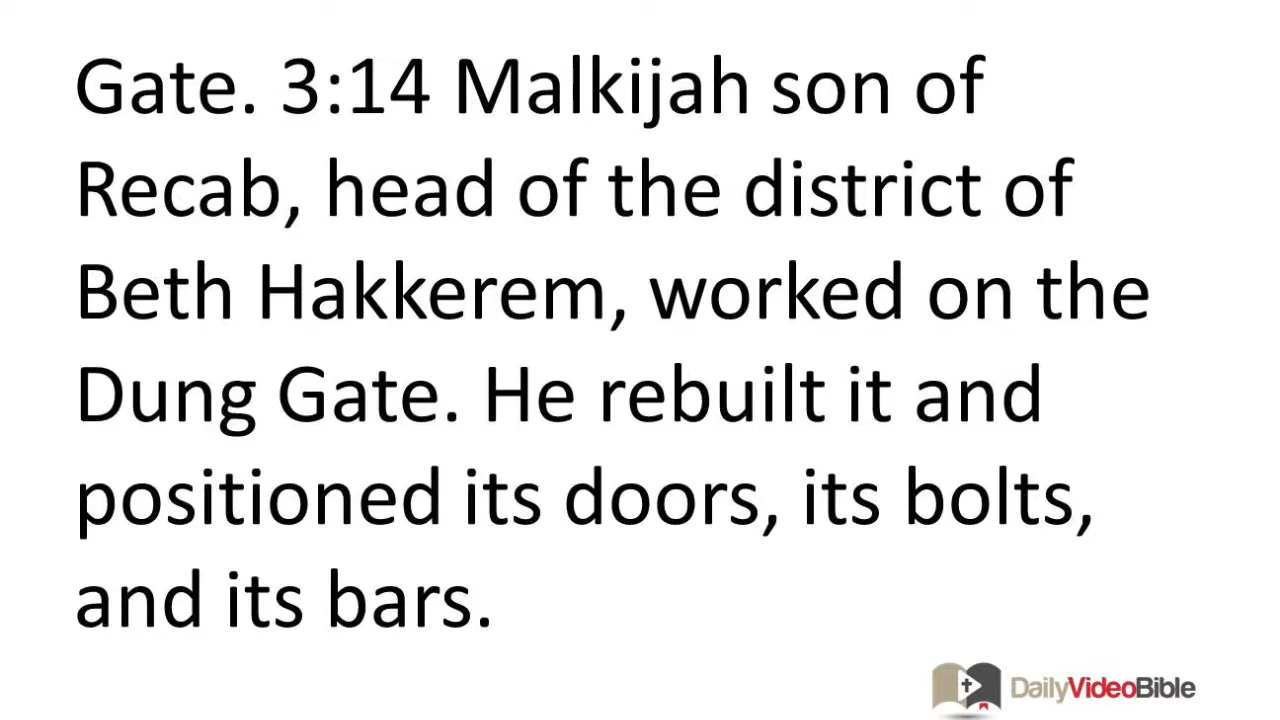 Gate. 3:14 Malkijah son of
Recab, head of the district of
Beth Hakkerem, worked on the
Dung Gate. He rebuilt it and
positioned its doors, its bolts,
and its bars.
DailyVideoBible